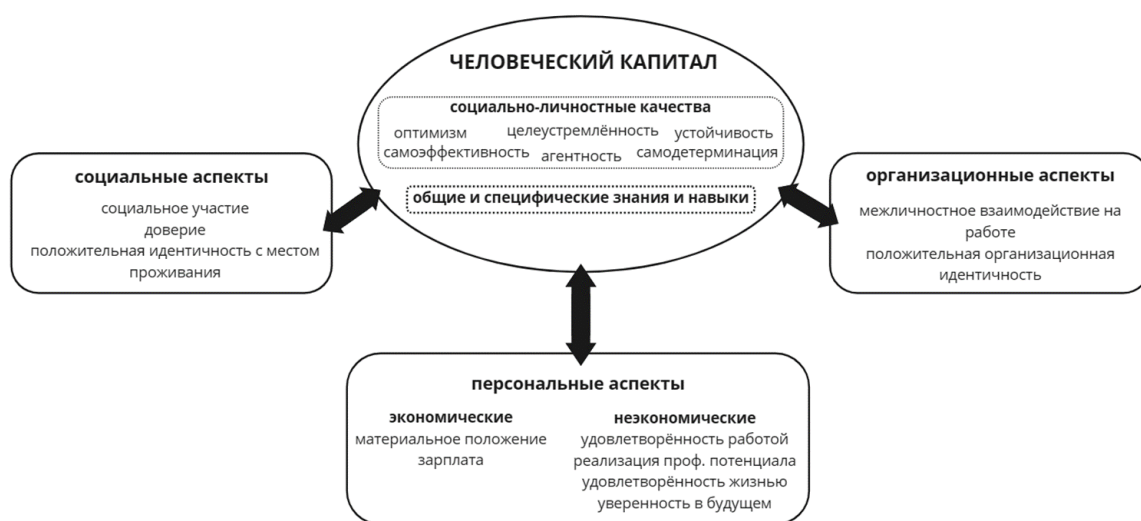 ЧЕЛОВЕЧЕСКИЙ КАПИТАЛ
социально-личностные качества
оптимизм целеустремлённость устойчивость
самоэффективность агентность самодетерминация
общие и специфические знания и навыки
социальные аспекты
социальное участие
доверие
положительная идентичность с местом
проживания
организационные аспекты
межличностное взаимодействие на
работе
положительная организационная
идентичность
персональные аспекты
экономические
материальное положение
зарплата
неэкономические
удовлетворённость работой
реализация проф. потенциала
удовлетворённость жизнью
уверенность в будущем